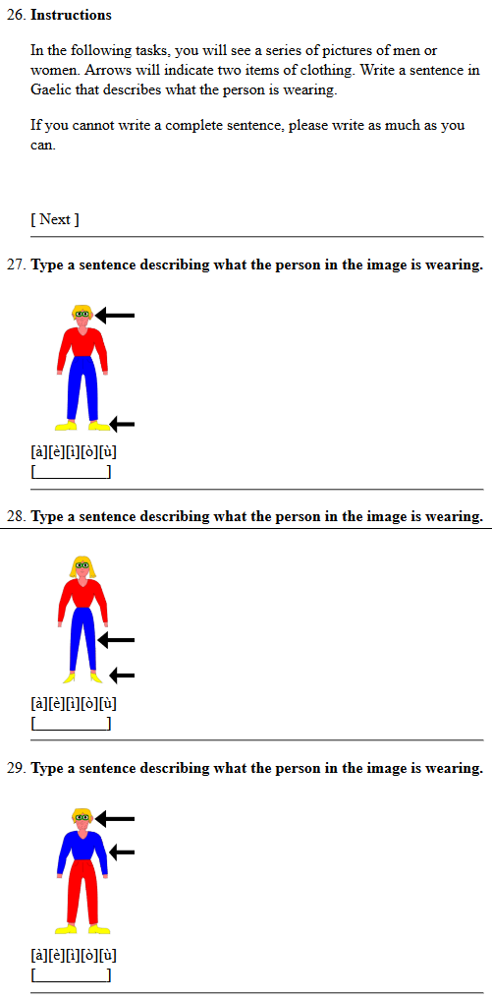 26. Instructions
In the following tasks, you will see a series of pictures of men or
women. Arrows will indicate two items of clothing. Write a sentence in
Gaelic that describes what the person is wearing.
If you cannot write a complete sentence, please write as much as you
can.
[ Next ]
27. Type a sentence describing what the person in the image is wearing.
[à][è][ì][ò][ù]
[__________]
28. Type a sentence describing what the person in the image is wearing.
[à][è][ì][ò][ù]
[__________]
29. Type a sentence describing what the person in the image is wearing.
[à][è][ì][ò][ù]
[__________]